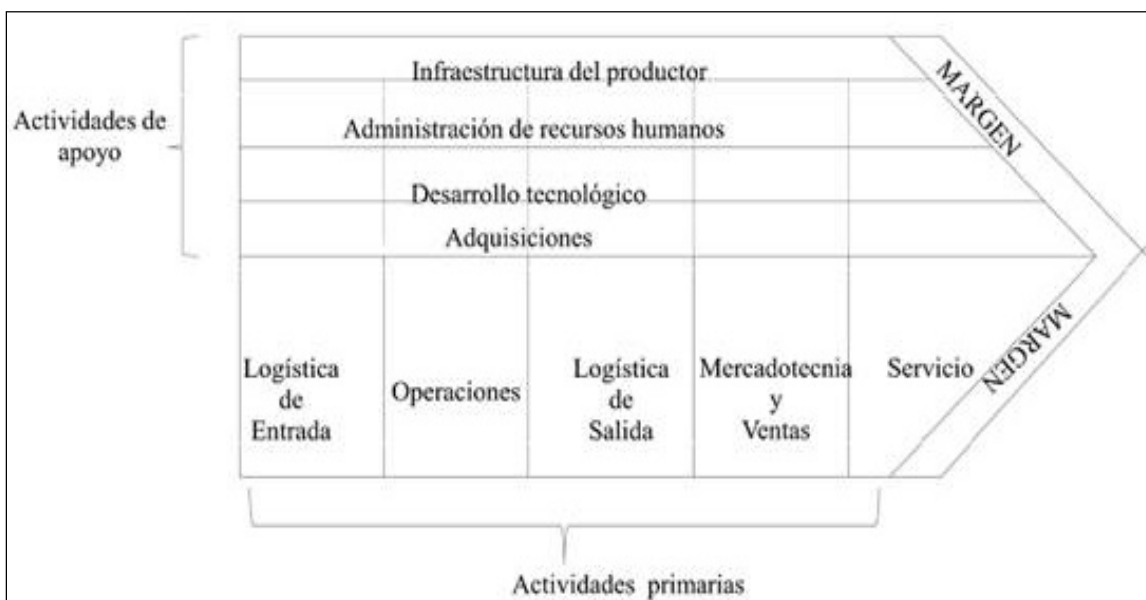 Infraestructura del productor
MARGEN
Actividades de
apoyo
Administración de recursos humanos
Desarrollo tecnológico
Adquisiciones
Logística
de
Entrada
Operaciones
Logística
de
Salida
Mercadotecnia
y
Ventas
Servicio
MARGEN
Actividades primarias